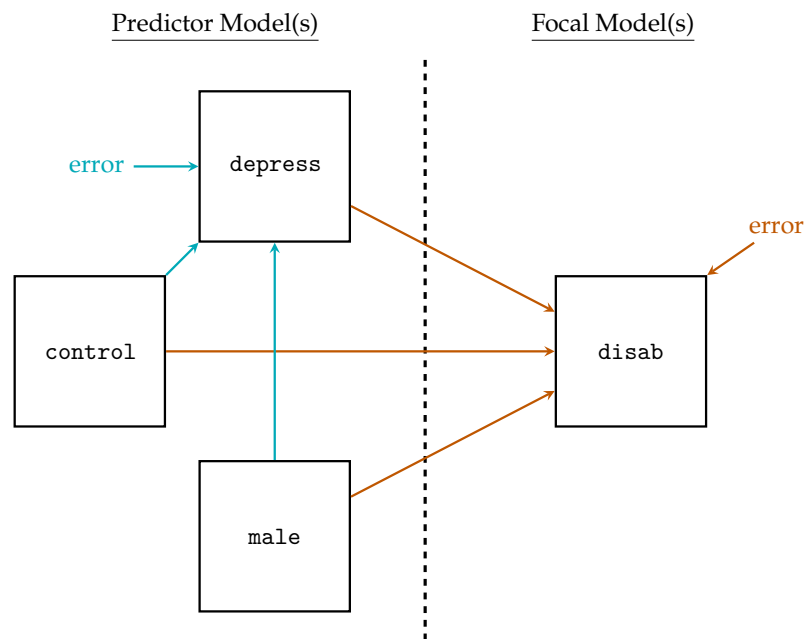 Predictor Model(s)
Focal Model(s)
depress
error
error
control
disab
male